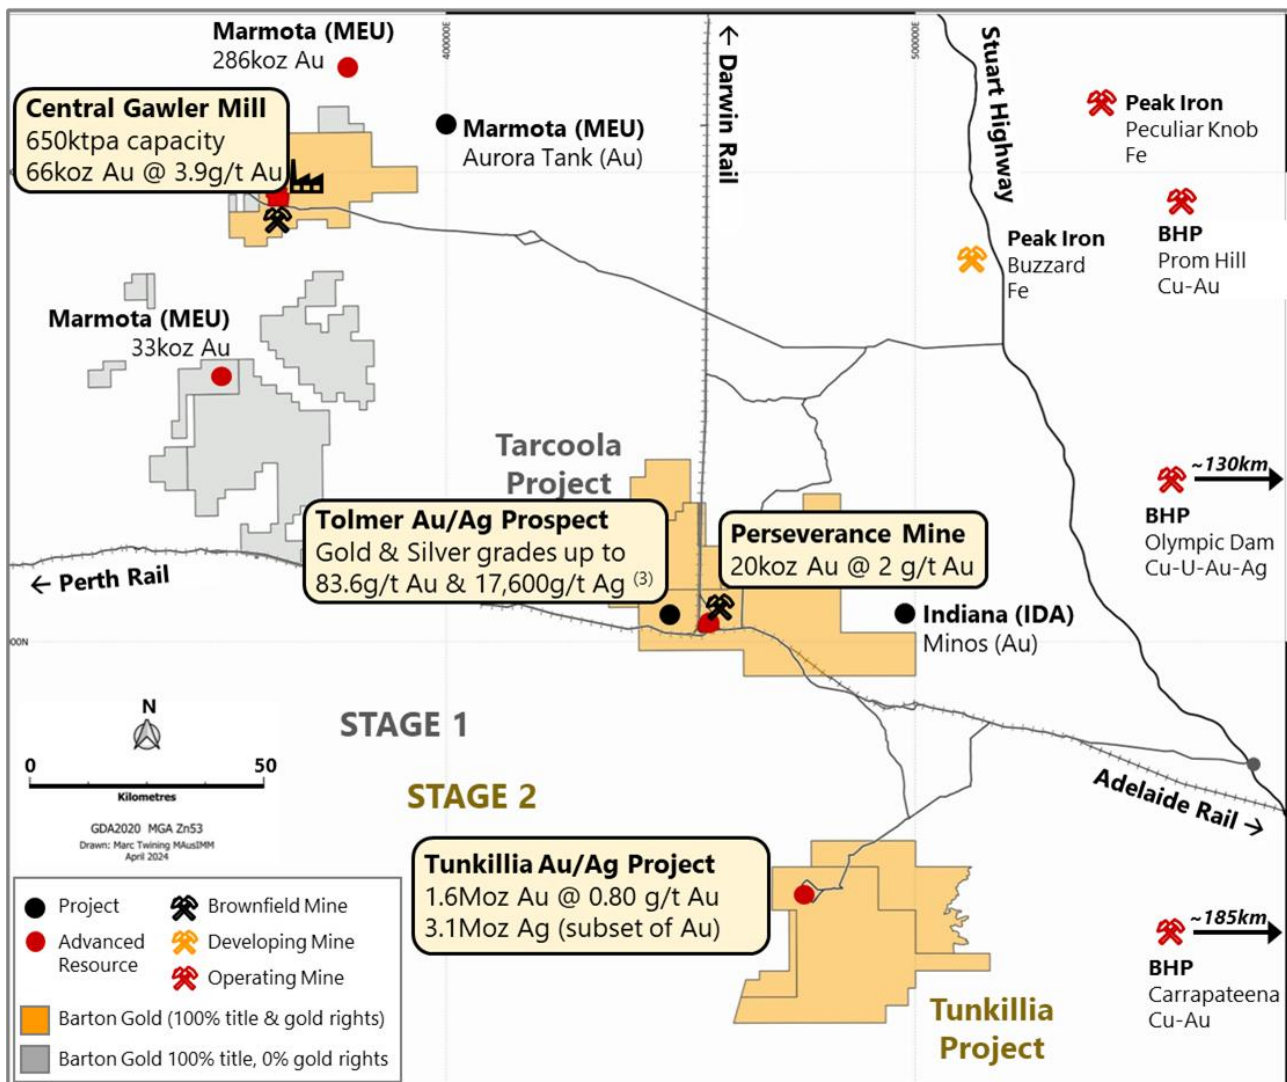 Marmota (MEU)
286koz Au
Central Gawler Mill
650ktpa capacity
66koz Au @ 3.9g/t Au
Marmota (MEU)
Aurora Tank (Au)
400000E
← Darwin Rail
500000E
Stuart Highway
Peak Iron
Peculiar Knob
Fe
BHP
Prom Hill
Cu-Au
Peak Iron
Buzzard
Fe
Marmota (MEU)
33koz Au
Tarcoola
Project
Tolmer Au/Ag Prospect
Gold & Silver grades up to
83.6g/t Au & 17,600g/t Ag (3)
Perseverance Mine
20koz Au @ 2 g/t Au
~130km
BHP
Olympic Dam
Cu-U-Au-Ag
← Perth Rail
Indiana (IDA)
Minos (Au)
00N
N
0 50
Kilometres
GDA2020 MGA Zn53
Drawn: Marc Twining MAusIMM
April 2024
STAGE 1
STAGE 2
Adelaide Rail →
Tunkillia Au/Ag Project
1.6Moz Au @ 0.80 g/t Au
3.1Moz Ag (subset of Au)
~185km
BHP
Carrapateena
Cu-Au
Tunkillia
Project
Project
Advanced
Resource
Brownfield Mine
Developing Mine
Operating Mine
Barton Gold (100% title & gold rights)
Barton Gold 100% title, 0% gold rights